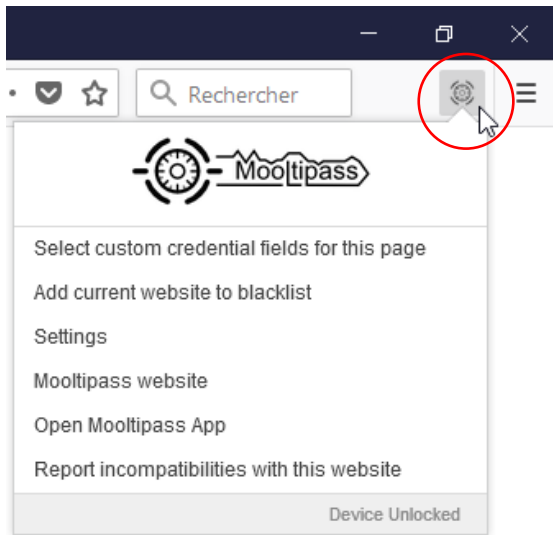 Rechercher
Mooltipass
Select custom credential fields for this page
Add current website to blacklist
Settings
Mooltipass website
Open Mooltipass App
Report incompatibilities with this website
Device Unlocked